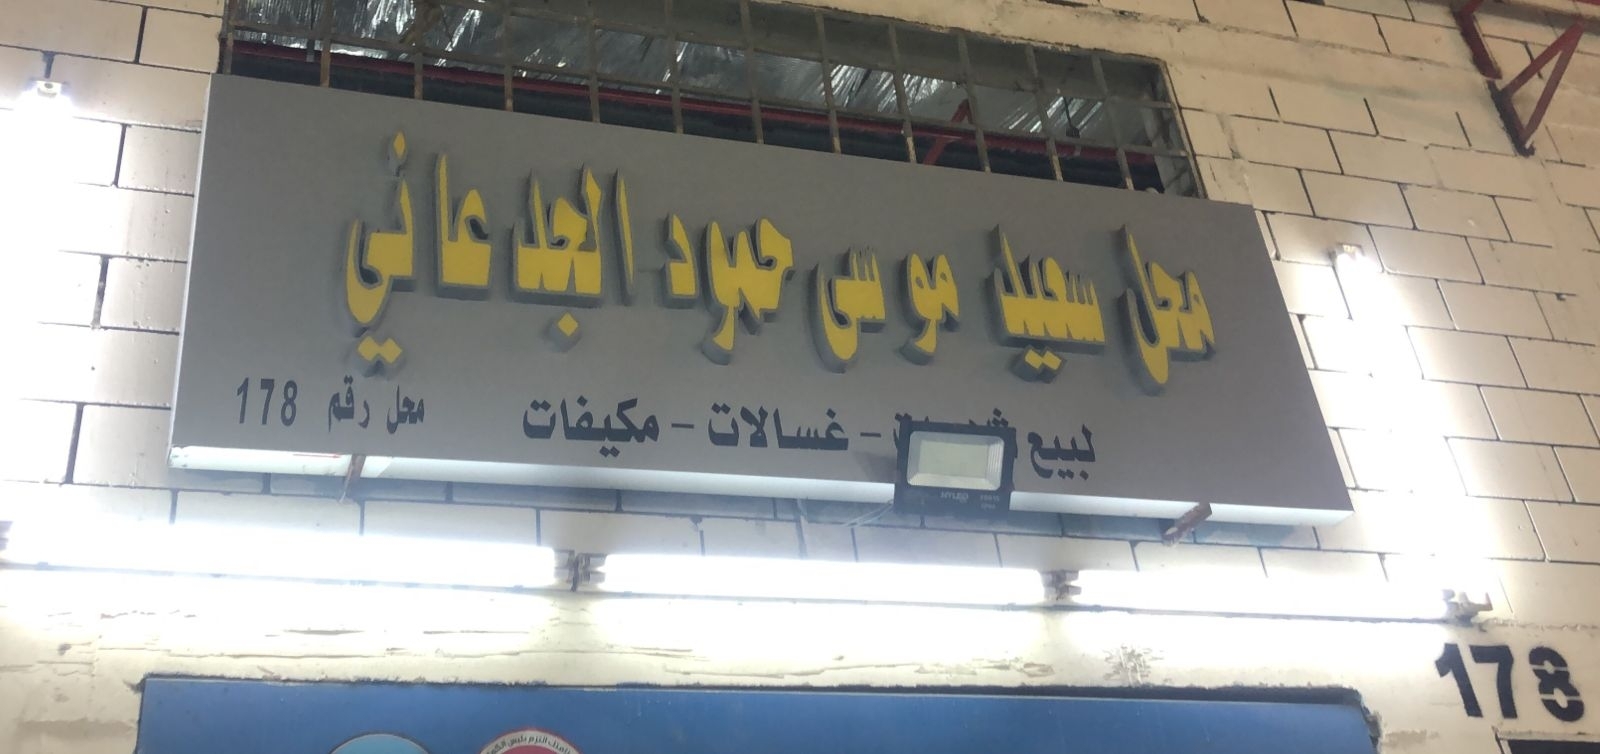 محل سعيد موسى حمود الجدعاني
لبيع - غسالات - مكيفات
محل رقم 178
178